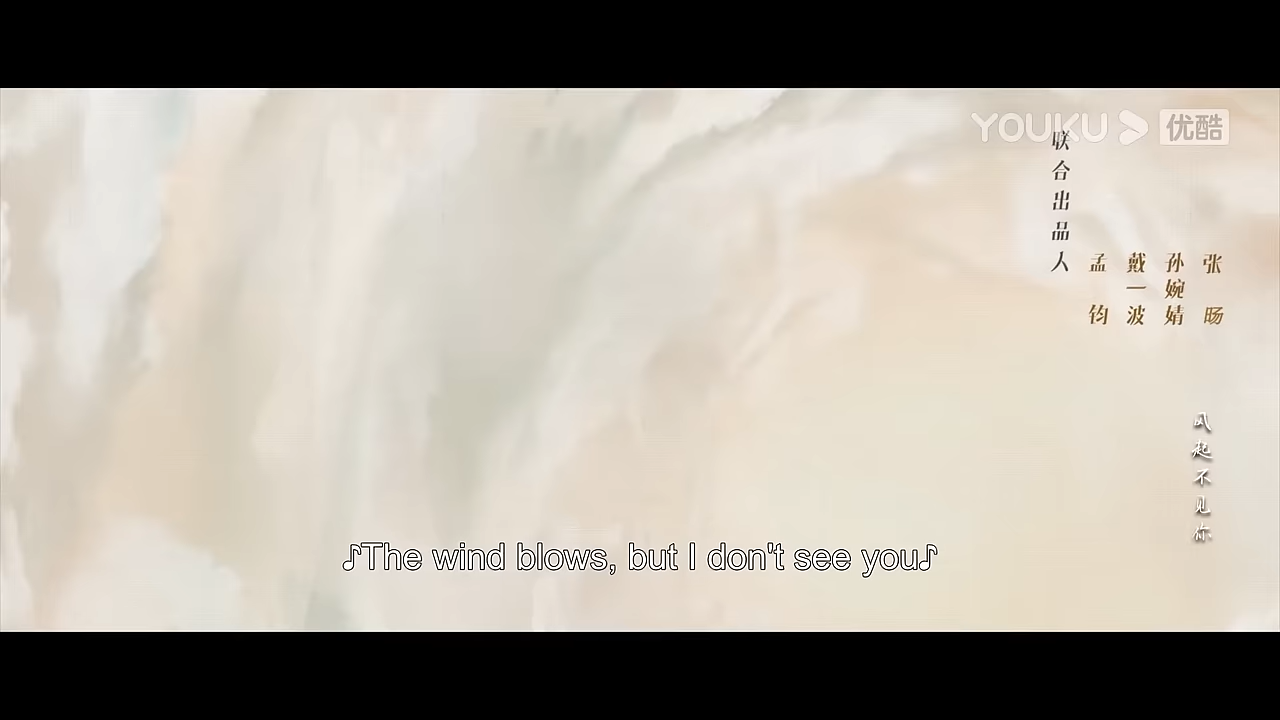 YOUKU 优酷
联合出品人
孟钧
戴一波
孙婉婧
张旸
风起不见你
♪The wind blows, but I don't see you♪